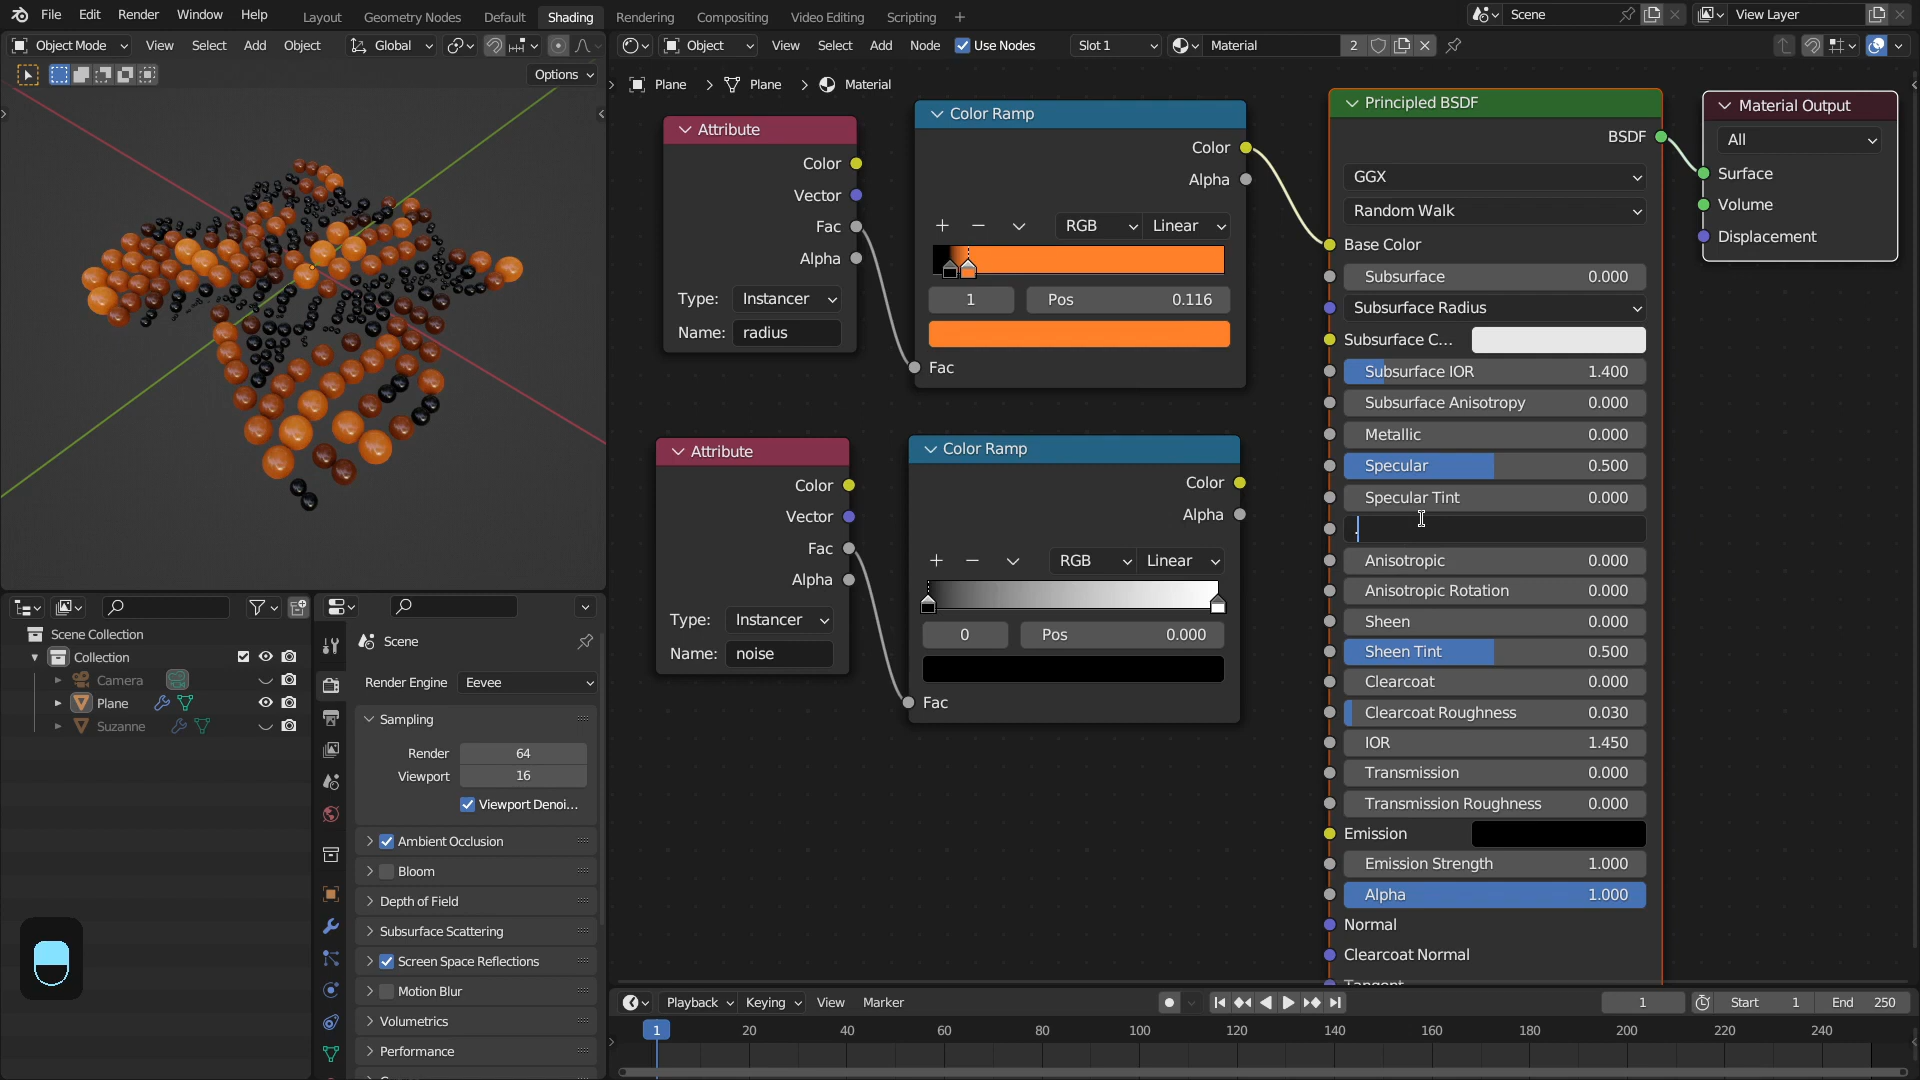 File Edit Render Window Help Layout Geometry Nodes Default Shading Rendering Compositing Video Editing Scripting + Scene View Layer
Object Mode View Select Add Object Global Object View Select Add Node Use Nodes Slot 1 Material 2
Options
Plane > Plane > Material
Attribute
Color
Vector
Fac
Alpha
Type: Instancer
Name: radius
Color Ramp
Color
Alpha
RGB Linear
1 Pos 0.116
Fac
Attribute
Color
Vector
Fac
Alpha
Type: Instancer
Name: noise
Color Ramp
Color
Alpha
RGB Linear
0 Pos 0.000
Fac
Principled BSDF
BSDF
GGX
Random Walk
Base Color
Subsurface 0.000
Subsurface Radius
Subsurface C...
Subsurface IOR 1.400
Subsurface Anisotropy 0.000
Metallic 0.000
Specular 0.500
Specular Tint 0.000
.
Anisotropic 0.000
Anisotropic Rotation 0.000
Sheen 0.000
Sheen Tint 0.500
Clearcoat 0.000
Clearcoat Roughness 0.030
IOR 1.450
Transmission 0.000
Transmission Roughness 0.000
Emission
Emission Strength 1.000
Alpha 1.000
Normal
Clearcoat Normal
Material Output
All
Surface
Volume
Displacement
Scene Collection
Collection
Camera
Plane
Suzanne
Scene
Render Engine Eevee
Sampling
Render 64
Viewport 16
Viewport Denoi...
Ambient Occlusion
Bloom
Depth of Field
Subsurface Scattering
Screen Space Reflections
Motion Blur
Volumetrics
Performance
Playback Keying View Marker 1 Start 1 End 250
1 20 40 60 80 100 120 140 160 180 200 220 240